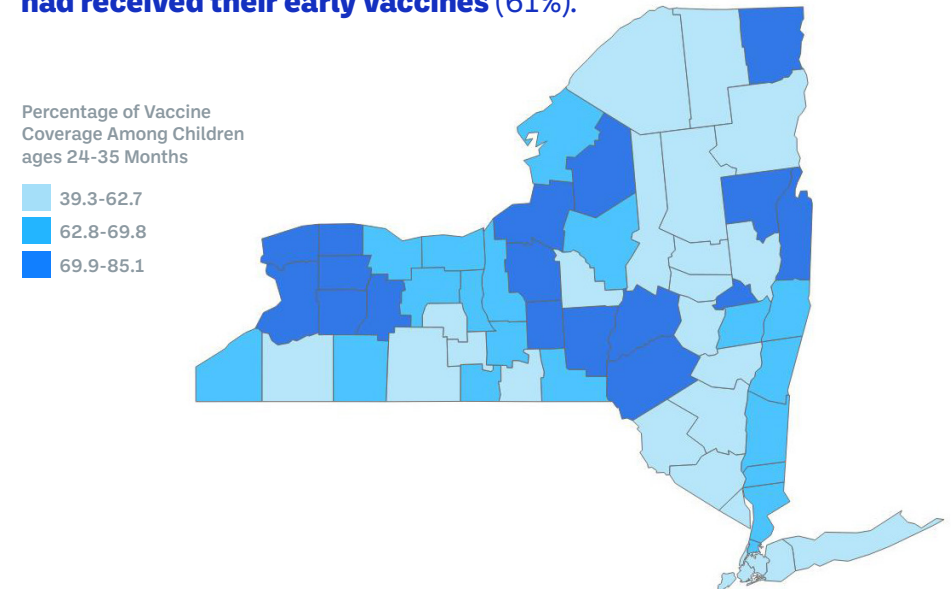 had received their early vaccines (61%).
Percentage of Vaccine
Coverage Among Children
ages 24-35 Months
39.3-62.7
62.8-69.8
69.9-85.1